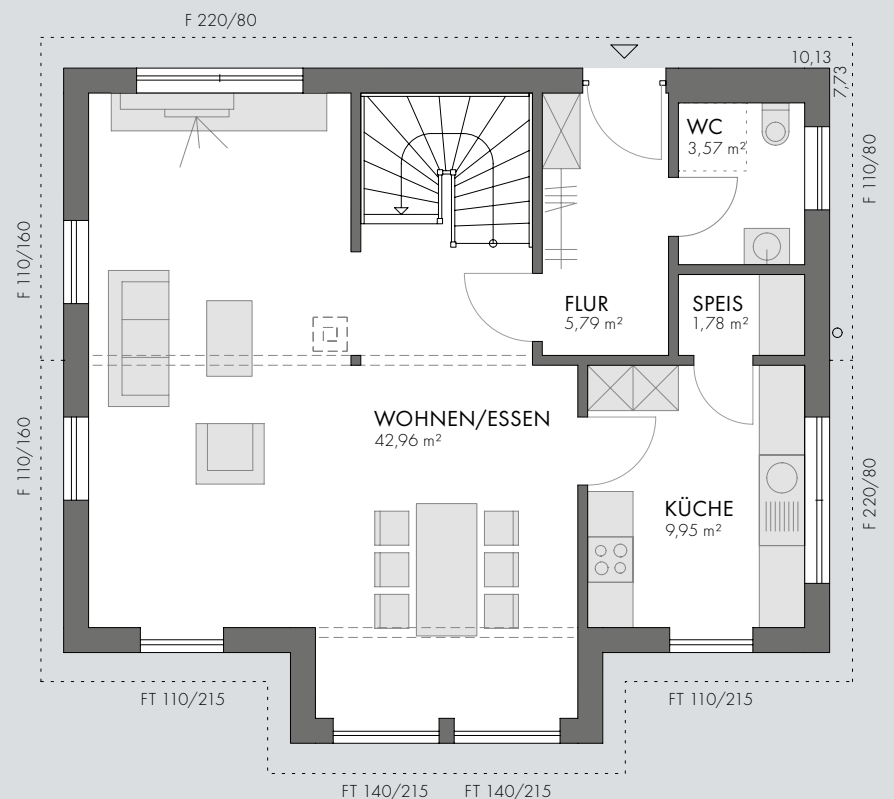 F 220/80
10,13
7,73
WC
3,57 m²
F 110/80
F 110/160
FLUR
5,79 m²
SPEIS
1,78 m²
WOHNEN/ESSEN
42,96 m²
F 110/160
KÜCHE
9,95 m²
F 220/80
FT 110/215
FT 110/215
FT 140/215
FT 140/215